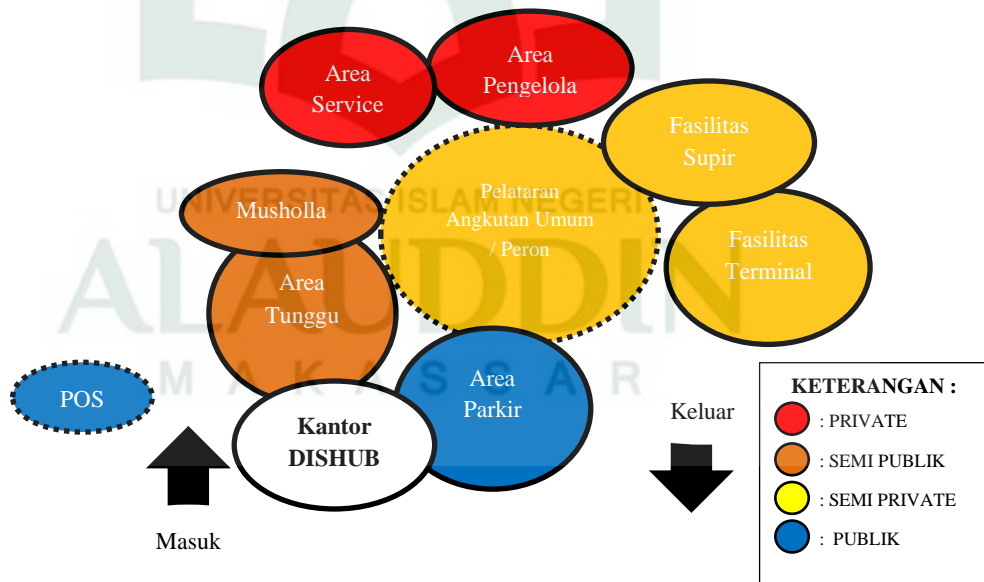 Area
Service
Area
Pengelola
Fasilitas
Supir
Musholla
Pelataran
Angkutan Umum
/ Peron
Fasilitas
Terminal
Area
Tunggu
UNIVERSITAS ISLAM NEGERI
ALAUDDIN
MAKASSAR
POS
Kantor
DISHUB
Area
Parkir
Masuk
Keluar
KETERANGAN :
: PRIVATE
: SEMI PUBLIK
: SEMI PRIVATE
: PUBLIK